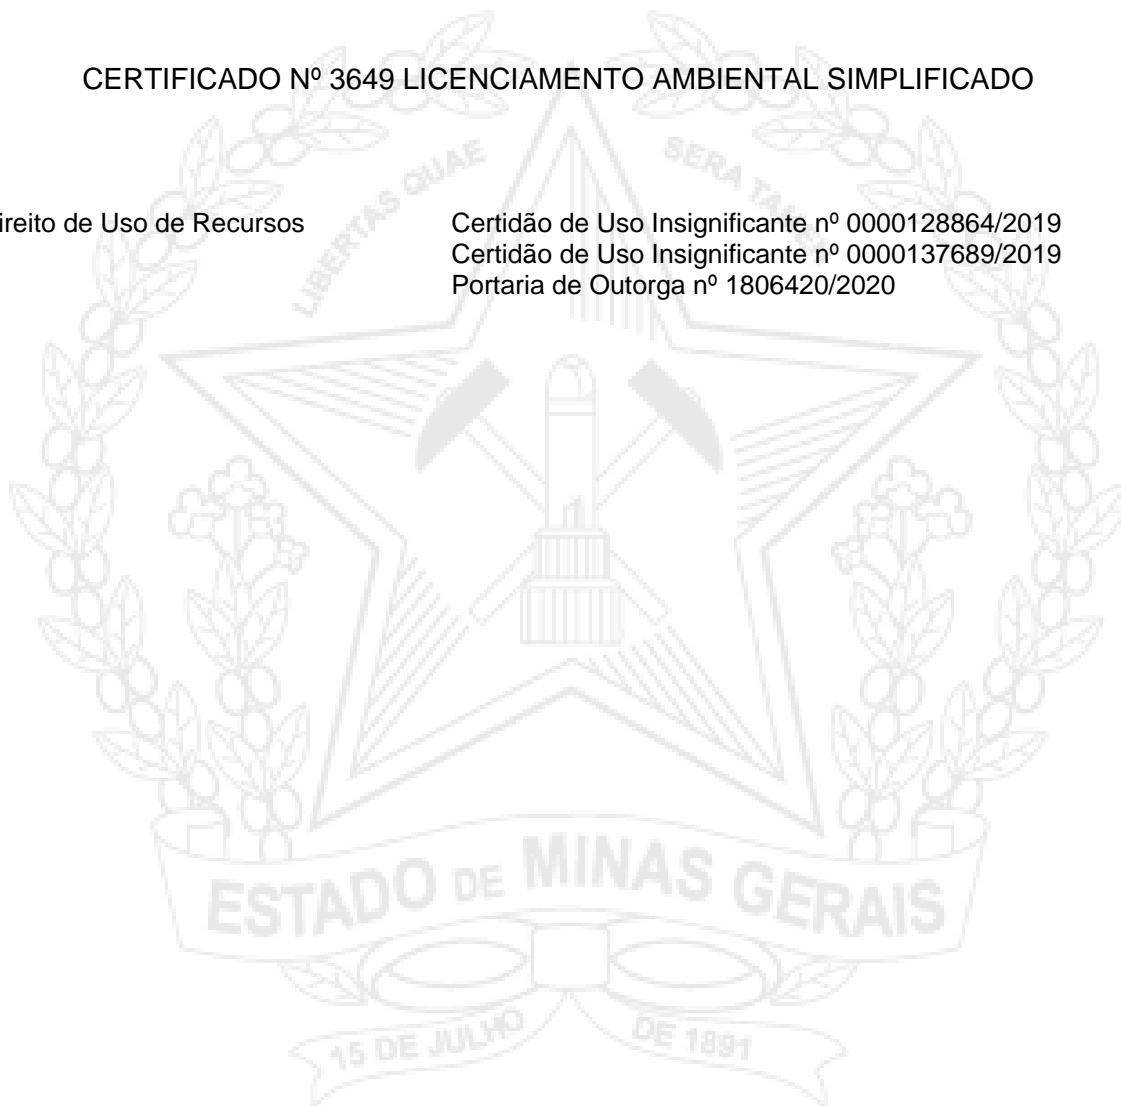 CERTIFICADO Nº 3649 LICENCIAMENTO AMBIENTAL SIMPLIFICADO
LIBERTAS QUAE SERA TAMEN
ireito de Uso de Recursos Certidão de Uso Insignificante nº 0000128864/2019
Certidão de Uso Insignificante nº 0000137689/2019
Portaria de Outorga nº 1806420/2020
ESTADO DE MINAS GERAIS
15 DE JULHO DE 1891